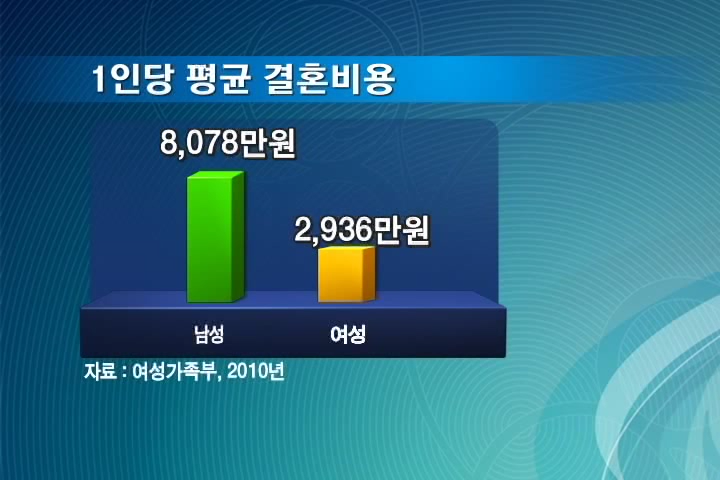 1인당 평균 결혼비용
8,078만원
2,936만원
남성 여성
자료 : 여성가족부, 2010년